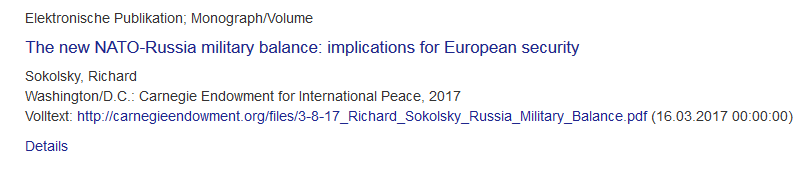 Elektronische Publikation; Monograph/Volume
The new NATO-Russia military balance: implications for European security
Sokolsky, Richard
Washington/D.C.: Carnegie Endowment for International Peace, 2017
Volltext: http://carnegieendowment.org/files/3-8-17_Richard_Sokolsky_Russia_Military_Balance.pdf (16.03.2017 00:00:00)
Details